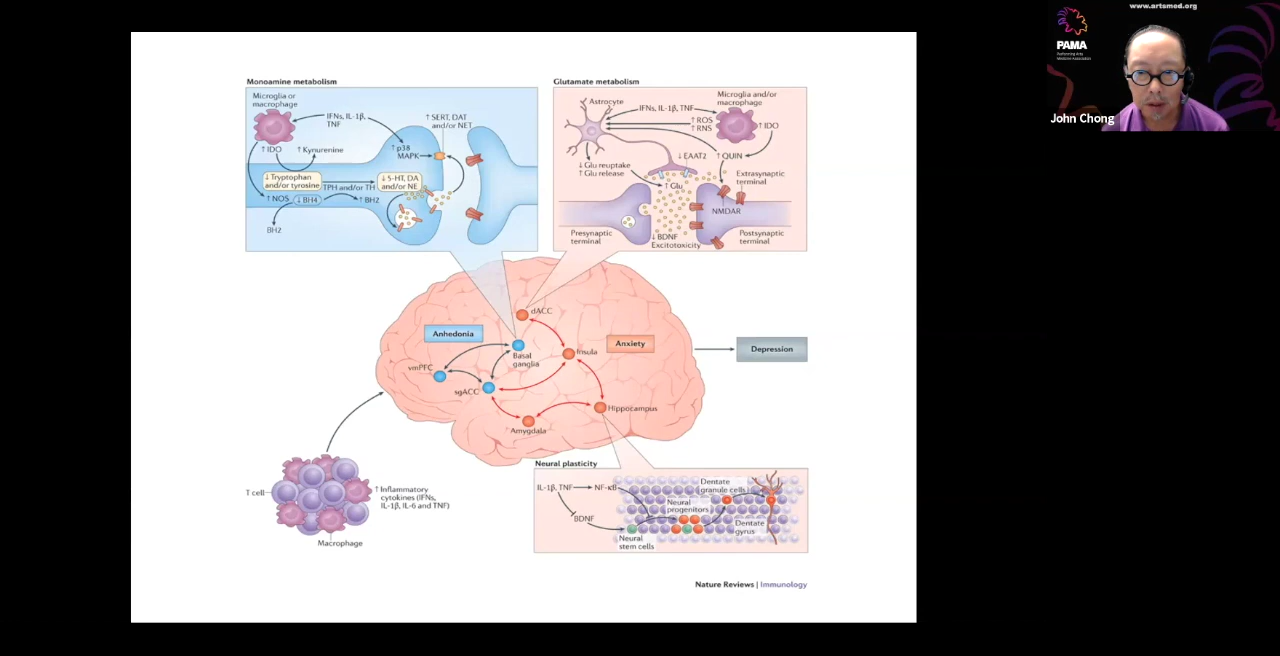 www.artsmed.org
PAMA
Performing Arts
Medicine Association
John Chong
Monoamine metabolism
Microglia or
macrophage
IFNs, IL-1β,
TNF
↑ SERT, DAT
and/or NET
↑ IDO
↑ Kynurenine
↑ p38
MAPK
↓ Tryptophan
and/or tyrosine
TPH and/or TH
↓ 5-HT, DA
and/or NE
↑ NOS
↓ BH4
↑ BH2
BH2
Glutamate metabolism
Astrocyte
IFNs, IL-1β, TNF
Microglia and/or
macrophage
↑ ROS
↑ RNS
↑ IDO
↓ EAAT2
↑ QUIN
↓ Glu reuptake
↑ Glu release
↑ Glu
Extrasynaptic
terminal
NMDAR
Presynaptic
terminal
↓ BDNF
Excitotoxicity
Postsynaptic
terminal
dACC
Anhedonia
Anxiety
Basal
ganglia
Insula
vmPFC
sgACC
Hippocampus
Amygdala
Depression
T cell
↑ Inflammatory
cytokines (IFNs,
IL-1β, IL-6 and TNF)
Macrophage
Neural plasticity
IL-1β, TNF
NF-κB
BDNF
Neural
stem cells
Neural
progenitors
Dentate
granule cells
Dentate
gyrus
Nature Reviews | Immunology